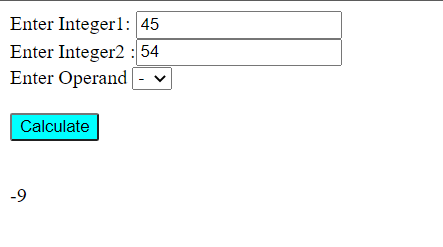 Enter Integer1: 45
Enter Integer2 :54
Enter Operand -
Calculate
-9